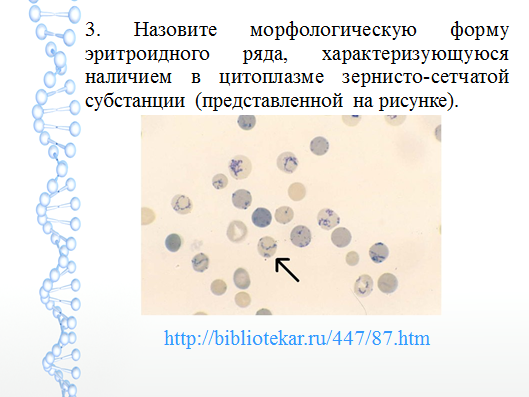 3. Назовите морфологическую форму
эритроидного ряда, характеризующуюся
наличием в цитоплазме зернисто-сетчатой
субстанции (представленной на рисунке).
http://bibliotekar.ru/447/87.htm